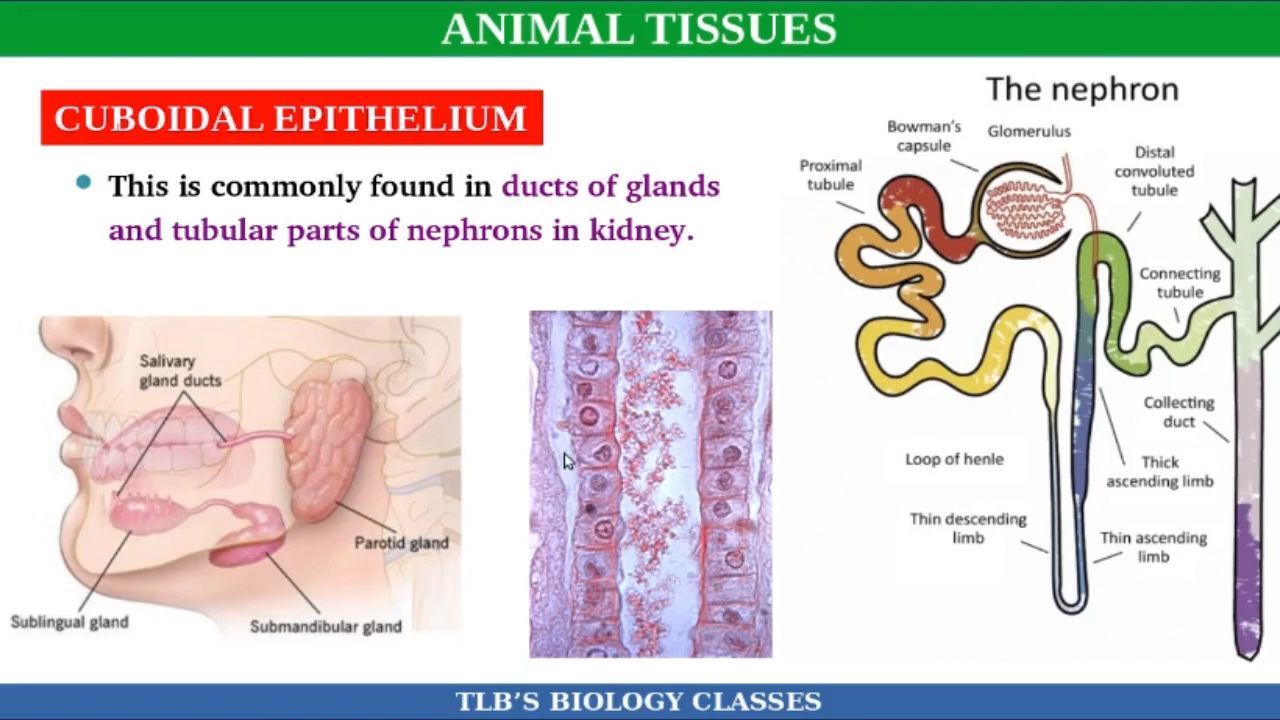 ANIMAL TISSUES
CUBOIDAL EPITHELIUM
This is commonly found in ducts of glands
and tubular parts of nephrons in kidney.
Salivary
gland ducts
Parotid gland
Sublingual gland
Submandibular gland
The nephron
Bowman's
capsule
Glomerulus
Proximal
tubule
Distal
convoluted
tubule
Connecting
tubule
Collecting
duct
Loop of henle
Thick
ascending limb
Thin descending
limb
Thin ascending
limb
TLB'S BIOLOGY CLASSES